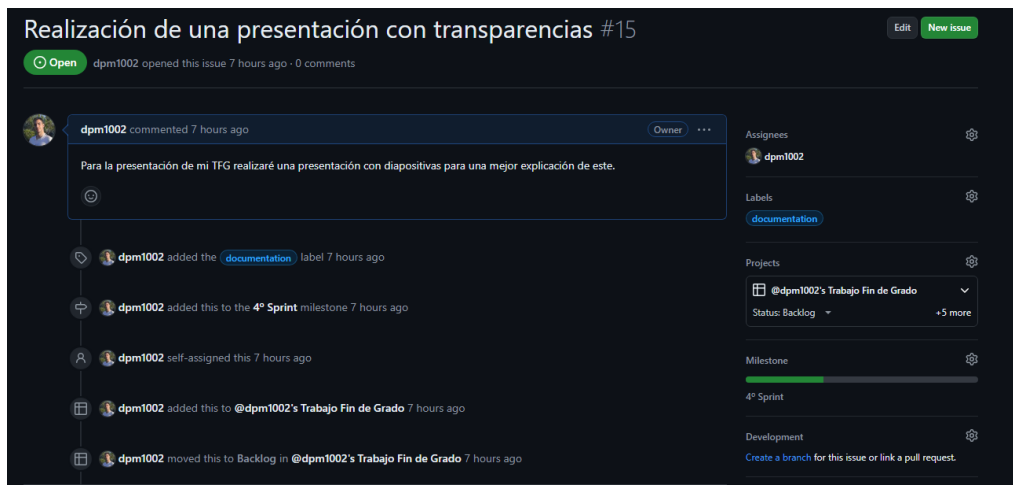 Realización de una presentación con transparencias #15
Edit
New issue
Open
dpm1002 opened this issue 7 hours ago · 0 comments
dpm1002 commented 7 hours ago
Owner
Para la presentación de mi TFG realizaré una presentación con diapositivas para una mejor explicación de este.
dpm1002 added the documentation label 7 hours ago
dpm1002 added this to the 4º Sprint milestone 7 hours ago
dpm1002 self-assigned this 7 hours ago
dpm1002 added this to @dpm1002's Trabajo Fin de Grado 7 hours ago
dpm1002 moved this to Backlog in @dpm1002's Trabajo Fin de Grado 7 hours ago
Assignees
dpm1002
Labels
documentation
Projects
@dpm1002's Trabajo Fin de Grado
Status: Backlog
+5 more
Milestone
4º Sprint
Development
Create a branch for this issue or link a pull request.